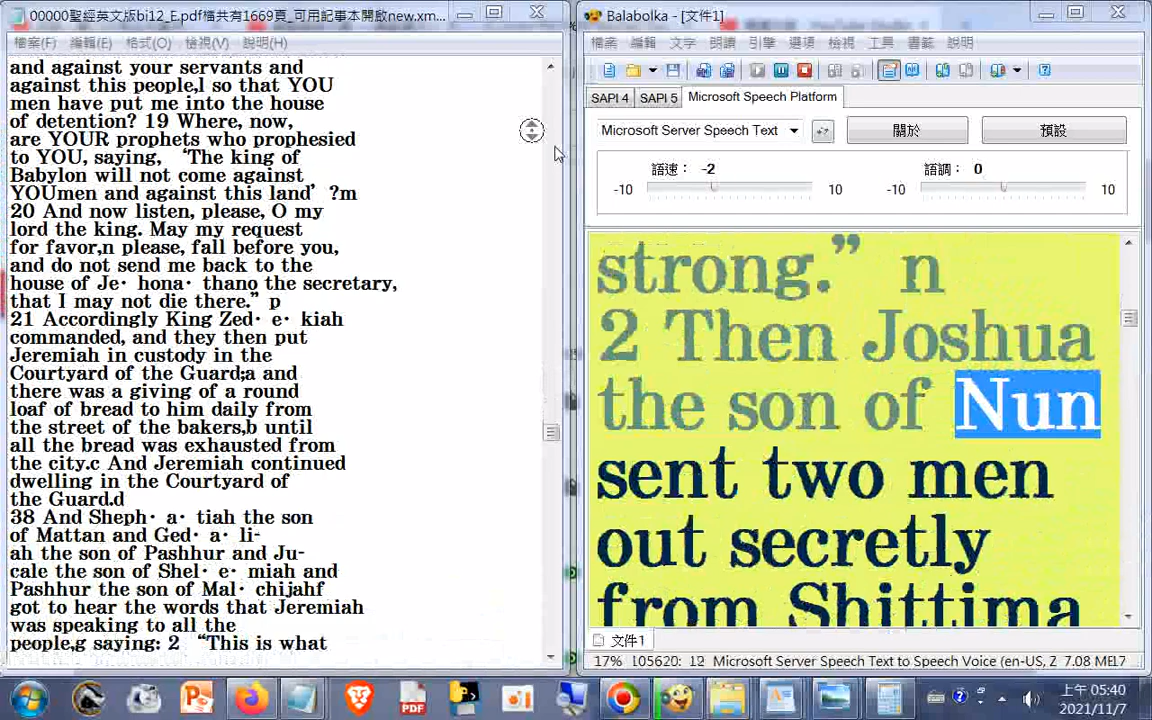 00000聖經英文版bi12_E.pdf檔共有1669頁_可用記事本開啟new.xm...
檔案(F) 編輯(E) 格式(O) 檢視(V) 說明(H)
and against your servants and
against this people,l so that YOU
men have put me into the house
of detention? 19 Where, now,
are YOUR prophets who prophesied
to YOU, saying, ‘The king of
Babylon will not come against
YOUmen and against this land’ ?m
20 And now listen, please, O my
lord the king. May my request
for favor,n please, fall before you,
and do not send me back to the
house of Je· hona· thano the secretary,
that I may not die there.” p
21 Accordingly King Zed· e· kiah
commanded, and they then put
Jeremiah in custody in the
Courtyard of the Guard;a and
there was a giving of a round
loaf of bread to him daily from
the street of the bakers,b until
all the bread was exhausted from
the city.c And Jeremiah continued
dwelling in the Courtyard of
the Guard.d
38 And Sheph· a· tiah the son
of Mattan and Ged· a· li-
ah the son of Pashhur and Ju-
cale the son of Shel· e· miah and
Pashhur the son of Mal· chijahf
got to hear the words that Jeremiah
was speaking to all the
people,g saying: 2 “This is what
Balabolka - [文件1]
檔案 編輯 文字 朗讀 引擎 選項 檢視 工具 書籤 說明
SAPI 4 SAPI 5 Microsoft Speech Platform
Microsoft Server Speech Text 關於 預設
語速: -2 語調: 0
-10 10 -10 10
strong.” n
2 Then Joshua
the son of Nun
sent two men
out secretly
from Shittima
文件1
17% 105620: 12 Microsoft Server Speech Text to Speech Voice (en-US, Z 7.08 ME17
上午 05:40
2021/11/7